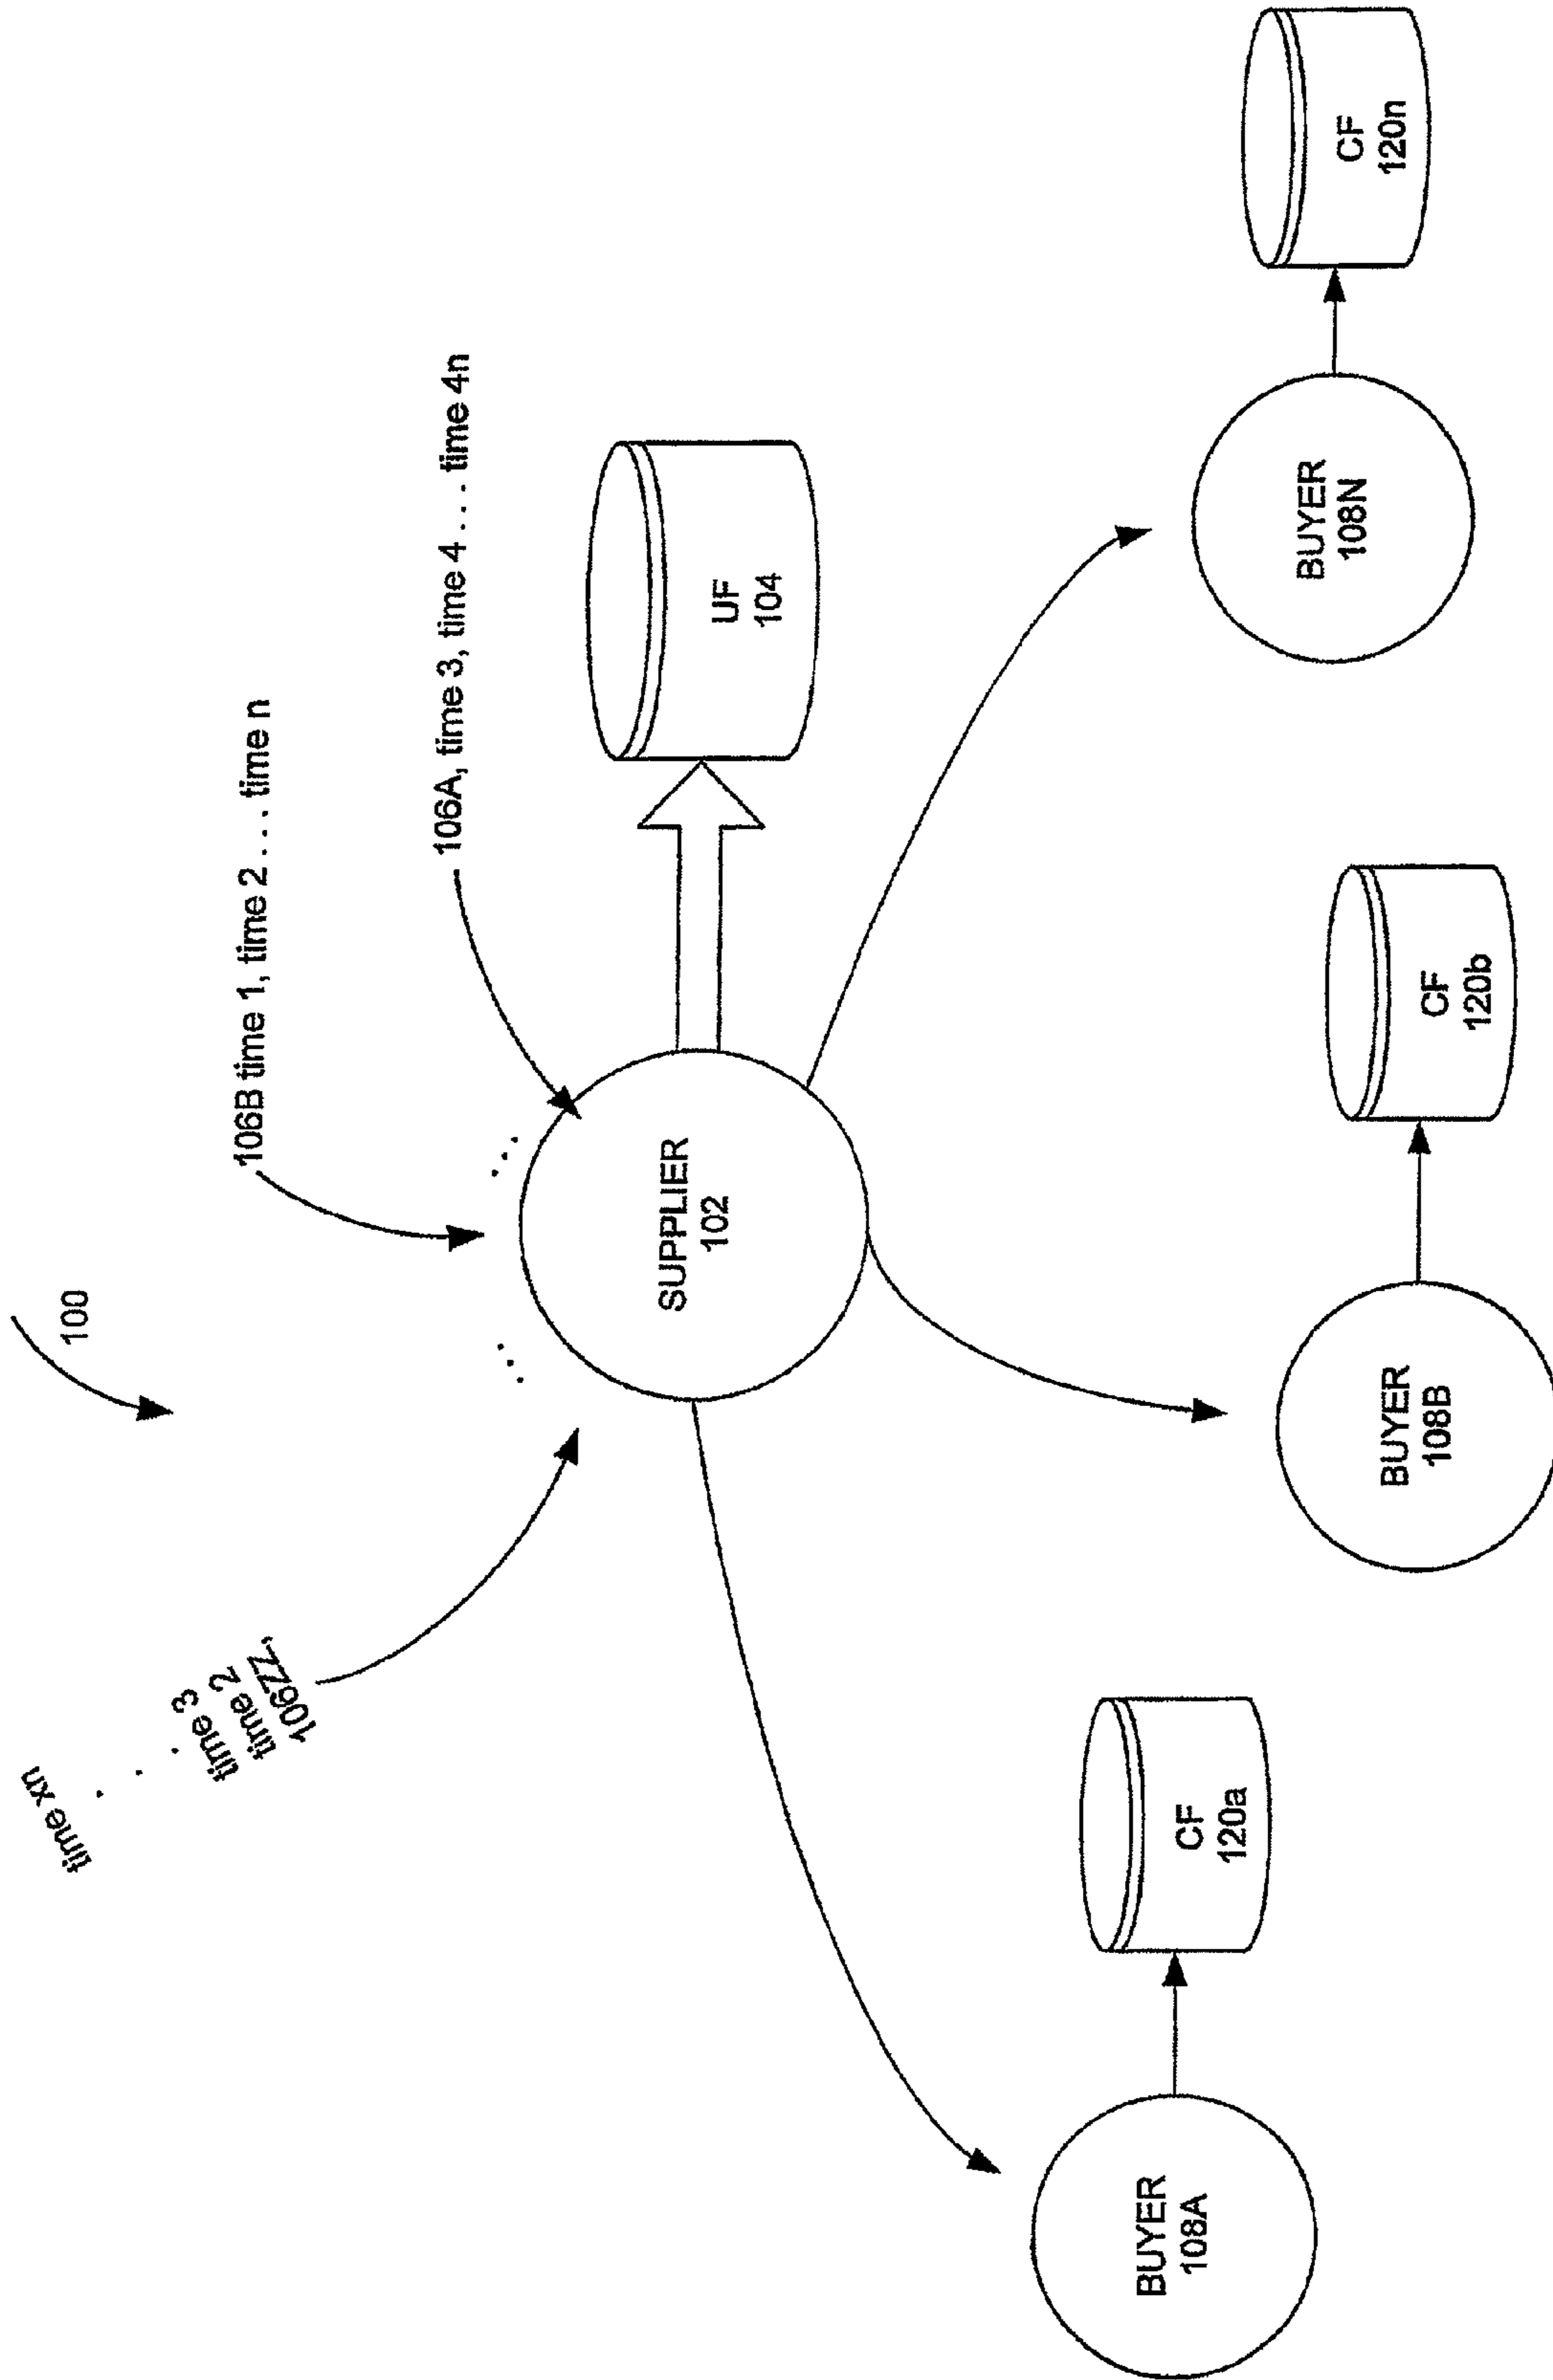 100
106B time 1, time 2 . . . time n
106A, time 3, time 4 . . . time 4n
time xn
. . .
time 3
time 2
106ZZ,
. . .
. . .
SUPPLIER
102
UF
104
BUYER
108A
CF
120a
BUYER
108B
CF
120b
BUYER
108N
CF
120n